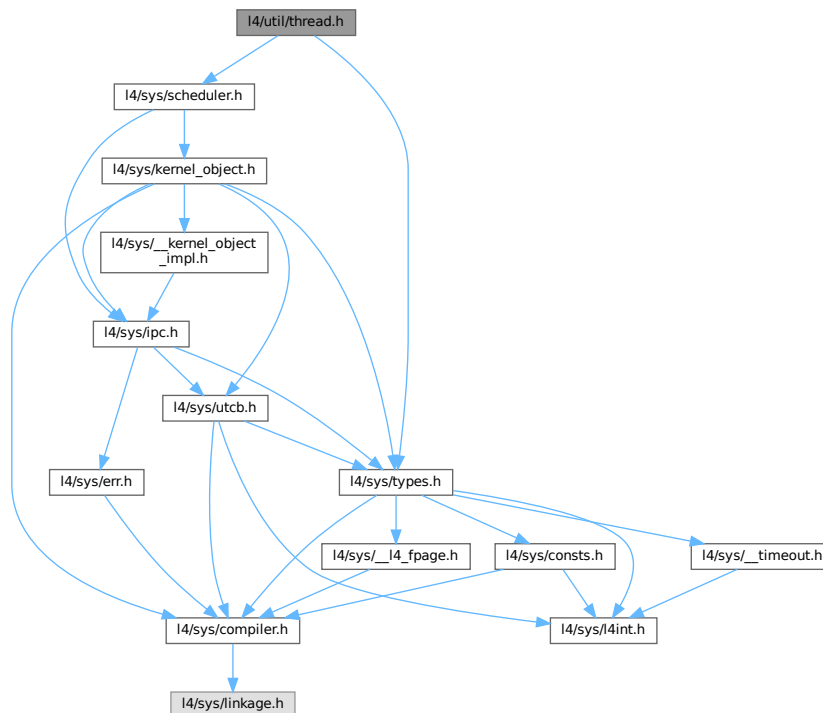 l4/util/thread.h
l4/sys/scheduler.h
l4/sys/kernel_object.h
l4/sys/__kernel_object
_impl.h
l4/sys/ipc.h
l4/sys/utcb.h
l4/sys/err.h
l4/sys/types.h
l4/sys/__l4_fpage.h
l4/sys/consts.h
l4/sys/__timeout.h
l4/sys/compiler.h
l4/sys/l4int.h
l4/sys/linkage.h